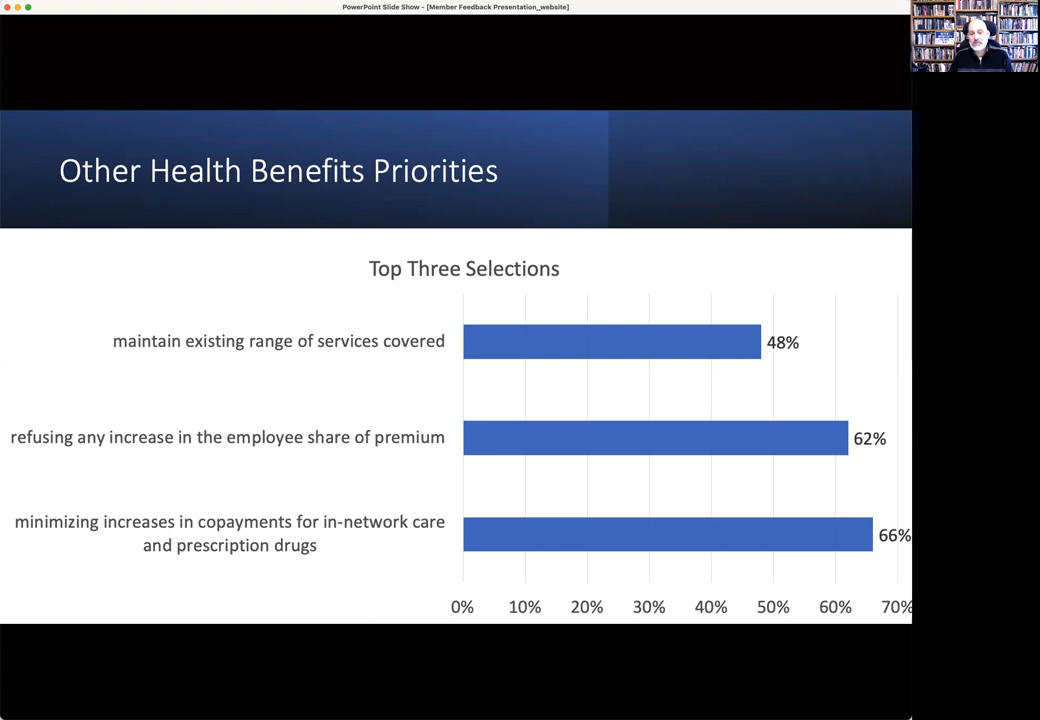 PowerPoint Slide Show - [Member Feedback Presentation_website]
Other Health Benefits Priorities
Top Three Selections
maintain existing range of services covered
48%
refusing any increase in the employee share of premium
62%
minimizing increases in copayments for in-network care
and prescription drugs
66%
0% 10% 20% 30% 40% 50% 60% 70%